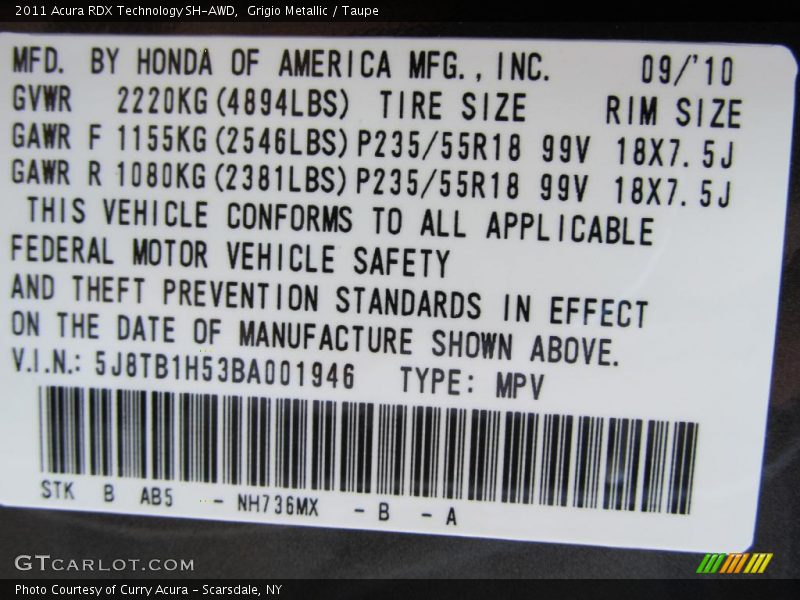 2011 Acura RDX Technology SH-AWD,  Grigio Metallic / Taupe
MFD. BY HONDA OF AMERICA MFG., INC. 09/'10
GVWR 2220KG (4894LBS) TIRE SIZE RIM SIZE
GAWR F 1155KG (2546LBS) P235/55R18 99V 18X7.5J
GAWR R 1080KG (2381LBS) P235/55R18 99V 18X7.5J
THIS VEHICLE CONFORMS TO ALL APPLICABLE
FEDERAL MOTOR VEHICLE SAFETY
AND THEFT PREVENTION STANDARDS IN EFFECT
ON THE DATE OF MANUFACTURE SHOWN ABOVE.
V.I.N.: 5J8TB1H53BA001946 TYPE: MPV
STK B AB5 - NH736MX - B - A
GTCARLOT.COM
Photo Courtesy of Curry Acura - Scarsdale, NY